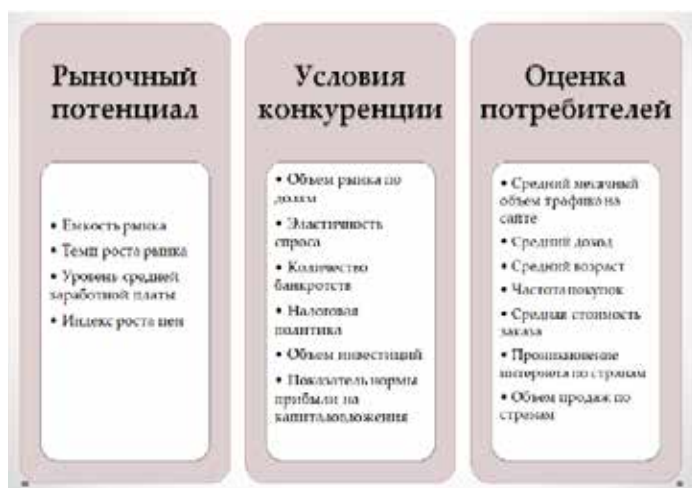 Рыночный
потенциал
• Емкость рынка
• Темп роста рынка
• Уровень средней
заработной платы
• Индекс роста цен
Условия
конкуренции
• Объем рынка по
долям
• Эластичность
спроса
• Количество
банкротств
• Налоговая
политика
• Объем инвестиций
• Показатель нормы
прибыли на
капиталовложения
Оценка
потребителей
• Средний месячный
объем трафика на
сайте
• Средний доход
• Средний возраст
• Частота покупок
• Средняя стоимость
заказа
• Проникновение
интернета по странам
• Объем продаж по
странам